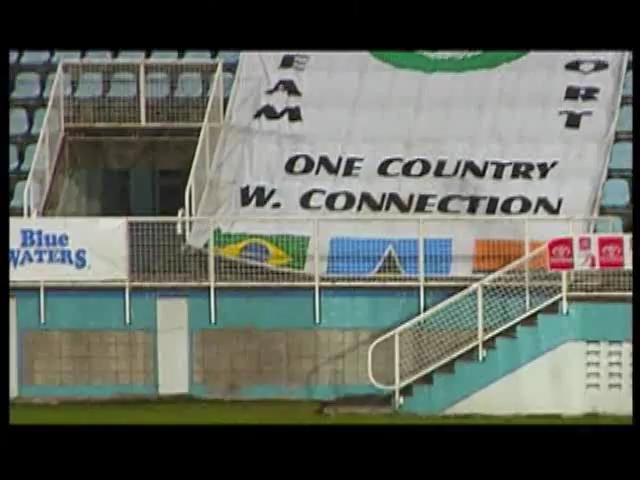 EAM
ORT
ONE COUNTRY
W. CONNECTION
Blue
WATERS